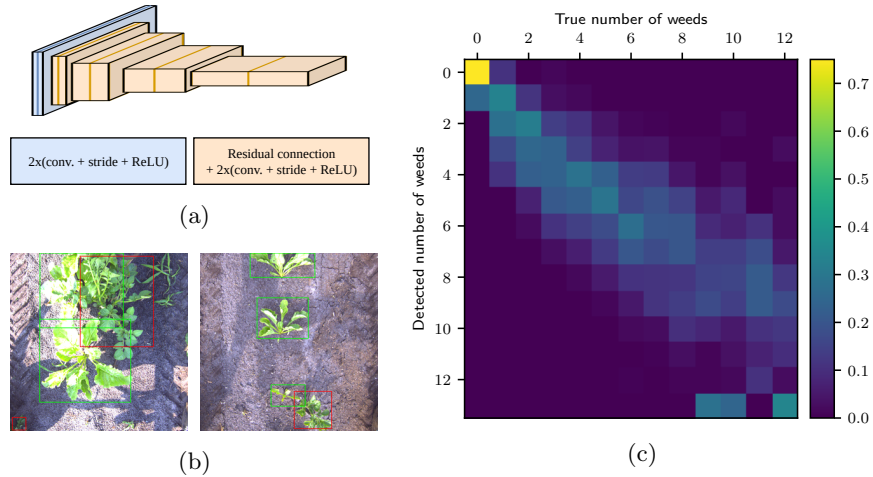 2x(conv. + stride + ReLU)
Residual connection
+ 2x(conv. + stride + ReLU)
(a)
(b)
True number of weeds
0 2 4 6 8 10 12
Detected number of weeds
0
2
4
6
8
10
12
0.7
0.6
0.5
0.4
0.3
0.2
0.1
0.0
(c)